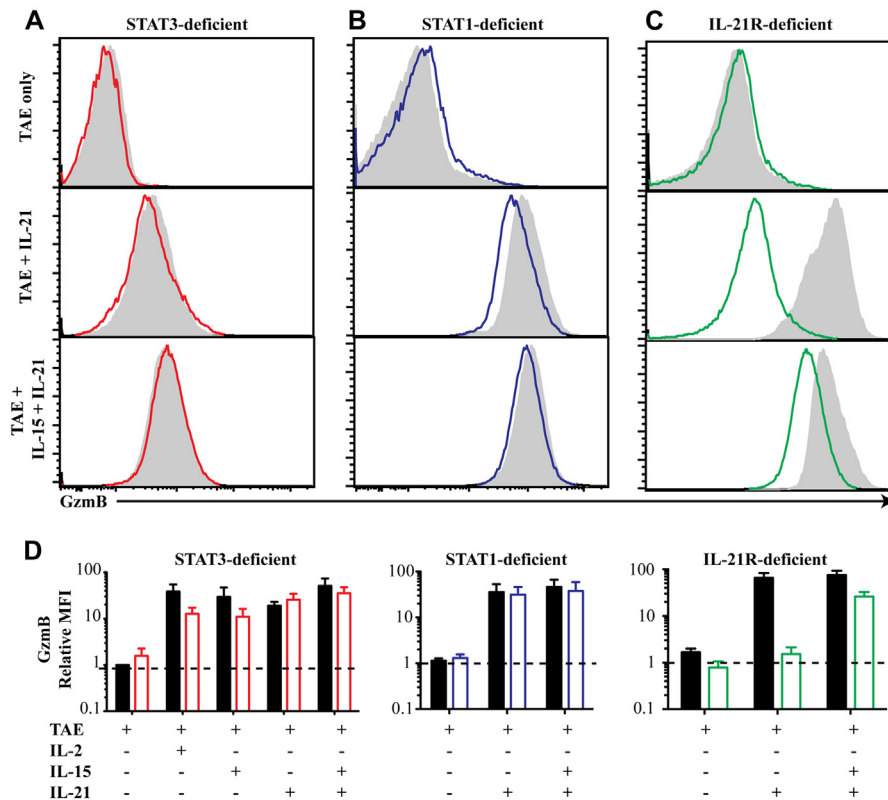 A
STAT3-deficient
B
STAT1-deficient
C
IL-21R-deficient
TAE only
TAE + IL-21
TAE +
IL-15 + IL-21
GzmB
D
STAT3-deficient
STAT1-deficient
IL-21R-deficient
GzmB
Relative MFI
100
10
1
0.1
100
10
1
0.1
100
10
1
0.1
TAE + + + + + + + + + + +
IL-2 - + - - - - - - - - -
IL-15 - - + - + - - + - - +
IL-21 - - - + + - + + - + +